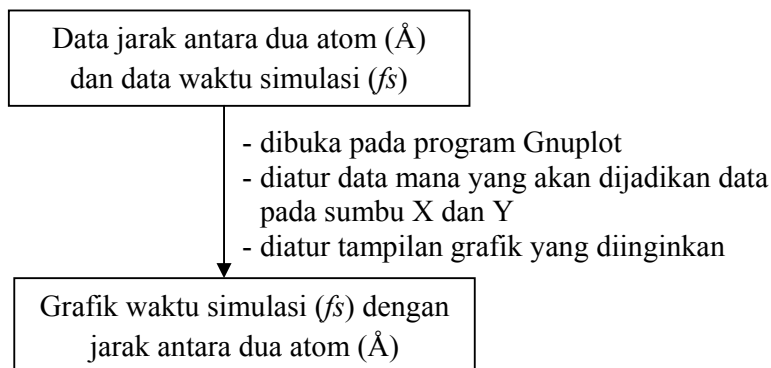 Data jarak antara dua atom (Å)
dan data waktu simulasi (fs)
- dibuka pada program Gnuplot
- diatur data mana yang akan dijadikan data
pada sumbu X dan Y
- diatur tampilan grafik yang diinginkan
Grafik waktu simulasi (fs) dengan
jarak antara dua atom (Å)